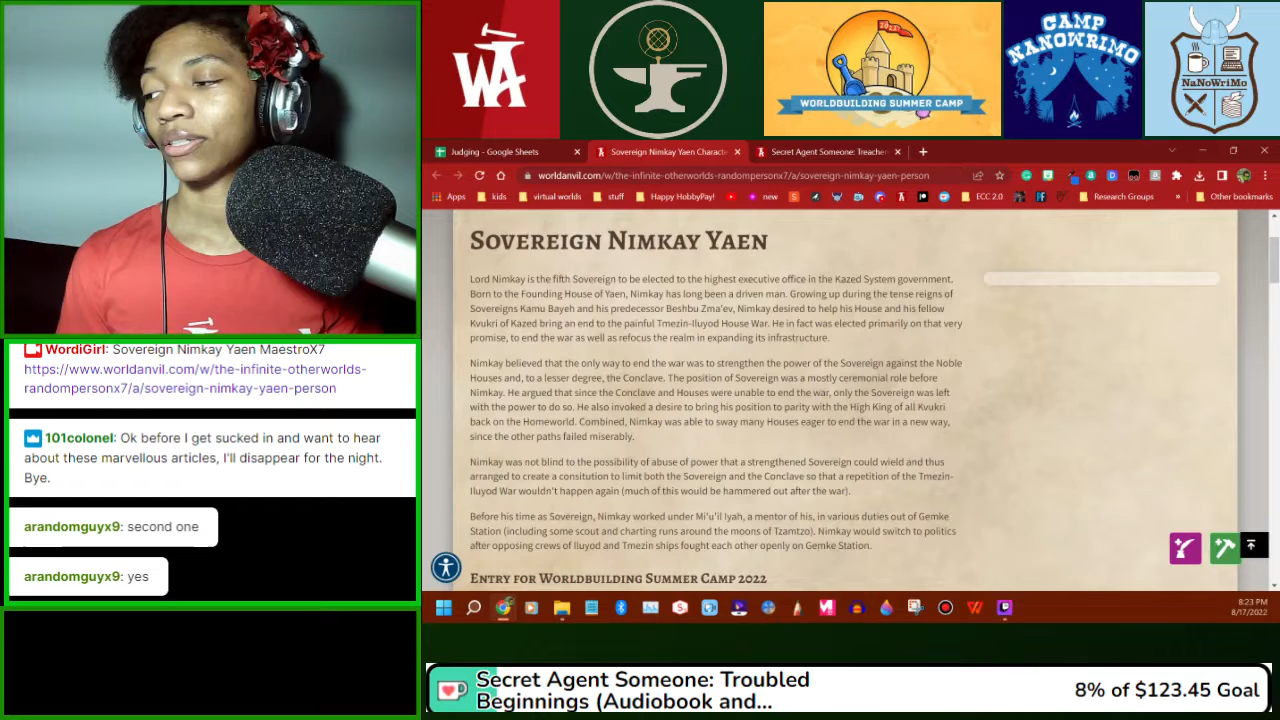 WA
2022
WORLDBUILDING SUMMER CAMP
CAMP
NANOWRIMO
NaNoWriMo
Judging - Google Sheets
Sovereign Nimkay Yaen Characte
Secret Agent Someone: Treache
worldanvil.com/w/the-infinite-otherworlds-randompersonx7/a/sovereign-nimkay-yaen-person
Apps kids virtual worlds stuff Happy HobbyPay! new ECC 2.0 Research Groups » Other bookmarks
SOVEREIGN NIMKAY YAEN
Lord Nimkay is the fifth Sovereign to be elected to the highest executive office in the Kazed System government.
Born to the Founding House of Yaen, Nimkay has long been a driven man. Growing up during the tense reigns of
Sovereigns Kamu Bayeh and his predecessor Beshbu Zma'ev, Nimkay desired to help his House and his fellow
Kvukri of Kazed bring an end to the painful Tmezin-Iluyod House War. He in fact was elected primarily on that very
promise, to end the war as well as refocus the realm in expanding its infrastructure.
Nimkay believed that the only way to end the war was to strengthen the power of the Sovereign against the Noble
Houses and, to a lesser degree, the Conclave. The position of Sovereign was a mostly ceremonial role before
Nimkay. He argued that since the Conclave and Houses were unable to end the war, only the Sovereign was left
with the power to do so. He also invoked a desire to bring his position to parity with the High King of all Kvukri
back on the Homeworld. Combined, Nimkay was able to sway many Houses eager to end the war in a new way,
since the other paths failed miserably.
Nimkay was not blind to the possibility of abuse of power that a strengthened Sovereign could wield and thus
arranged to create a consitution to limit both the Sovereign and the Conclave so that a repetition of the Tmezin-
Iluyod War wouldn't happen again (much of this would be hammered out after the war).
Before his time as Sovereign, Nimkay worked under Mi'u'il Iyah, a mentor of his, in various duties out of Gemke
Station (including some scout and charting runs around the moons of Tzamtzo). Nimkay would switch to politics
after opposing crews of Iluyod and Tmezin ships fought each other openly on Gemke Station.
ENTRY FOR WORLDBUILDING SUMMER CAMP 2022
8:23 PM
8/17/2022
WordiGirl: Sovereign Nimkay Yaen MaestroX7
https://www.worldanvil.com/w/the-infinite-otherworlds-
randompersonx7/a/sovereign-nimkay-yaen-person
101colonel: Ok before I get sucked in and want to hear
about these marvellous articles, I'll disappear for the night.
Bye.
arandomguyx9: second one
arandomguyx9: yes
Secret Agent Someone: Troubled
Beginnings (Audiobook and...
8% of $123.45 Goal